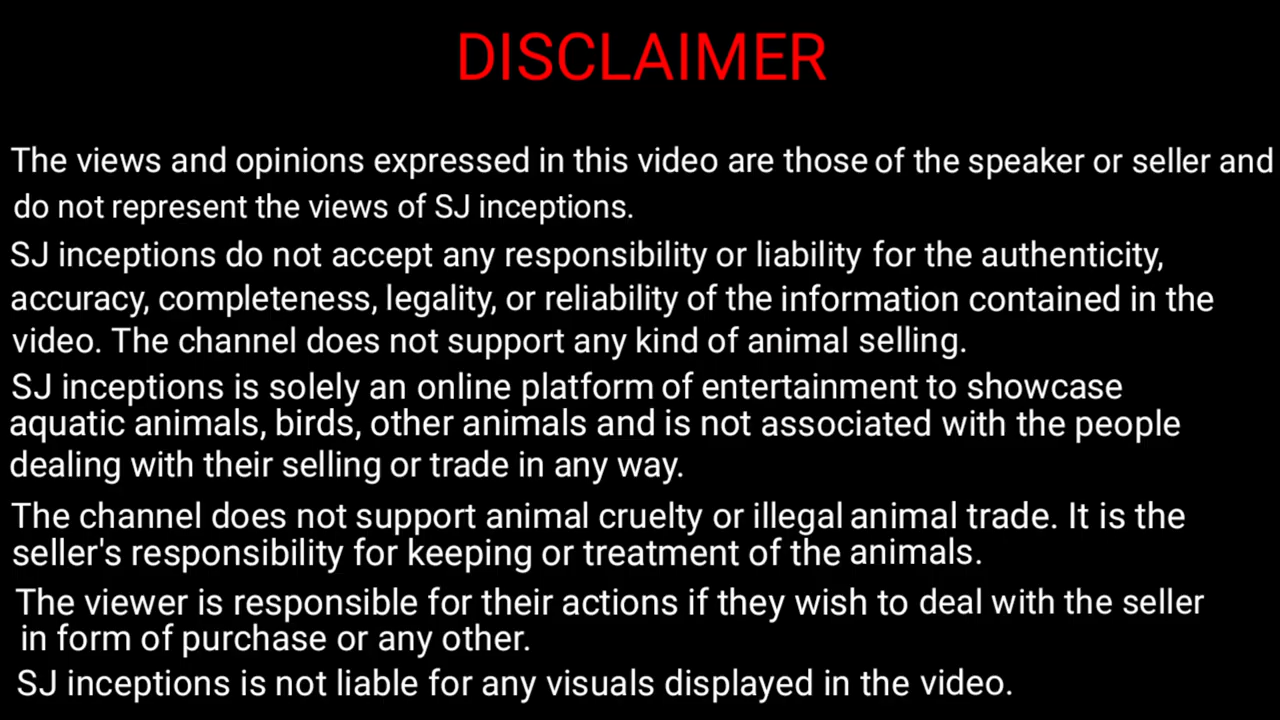 DISCLAIMER
The views and opinions expressed in this video are those of the speaker or seller and
do not represent the views of SJ inceptions.
SJ inceptions do not accept any responsibility or liability for the authenticity,
accuracy, completeness, legality, or reliability of the information contained in the
video. The channel does not support any kind of animal selling.
SJ inceptions is solely an online platform of entertainment to showcase
aquatic animals, birds, other animals and is not associated with the people
dealing with their selling or trade in any way.
The channel does not support animal cruelty or illegal animal trade. It is the
seller's responsibility for keeping or treatment of the animals.
The viewer is responsible for their actions if they wish to deal with the seller
in form of purchase or any other.
SJ inceptions is not liable for any visuals displayed in the video.